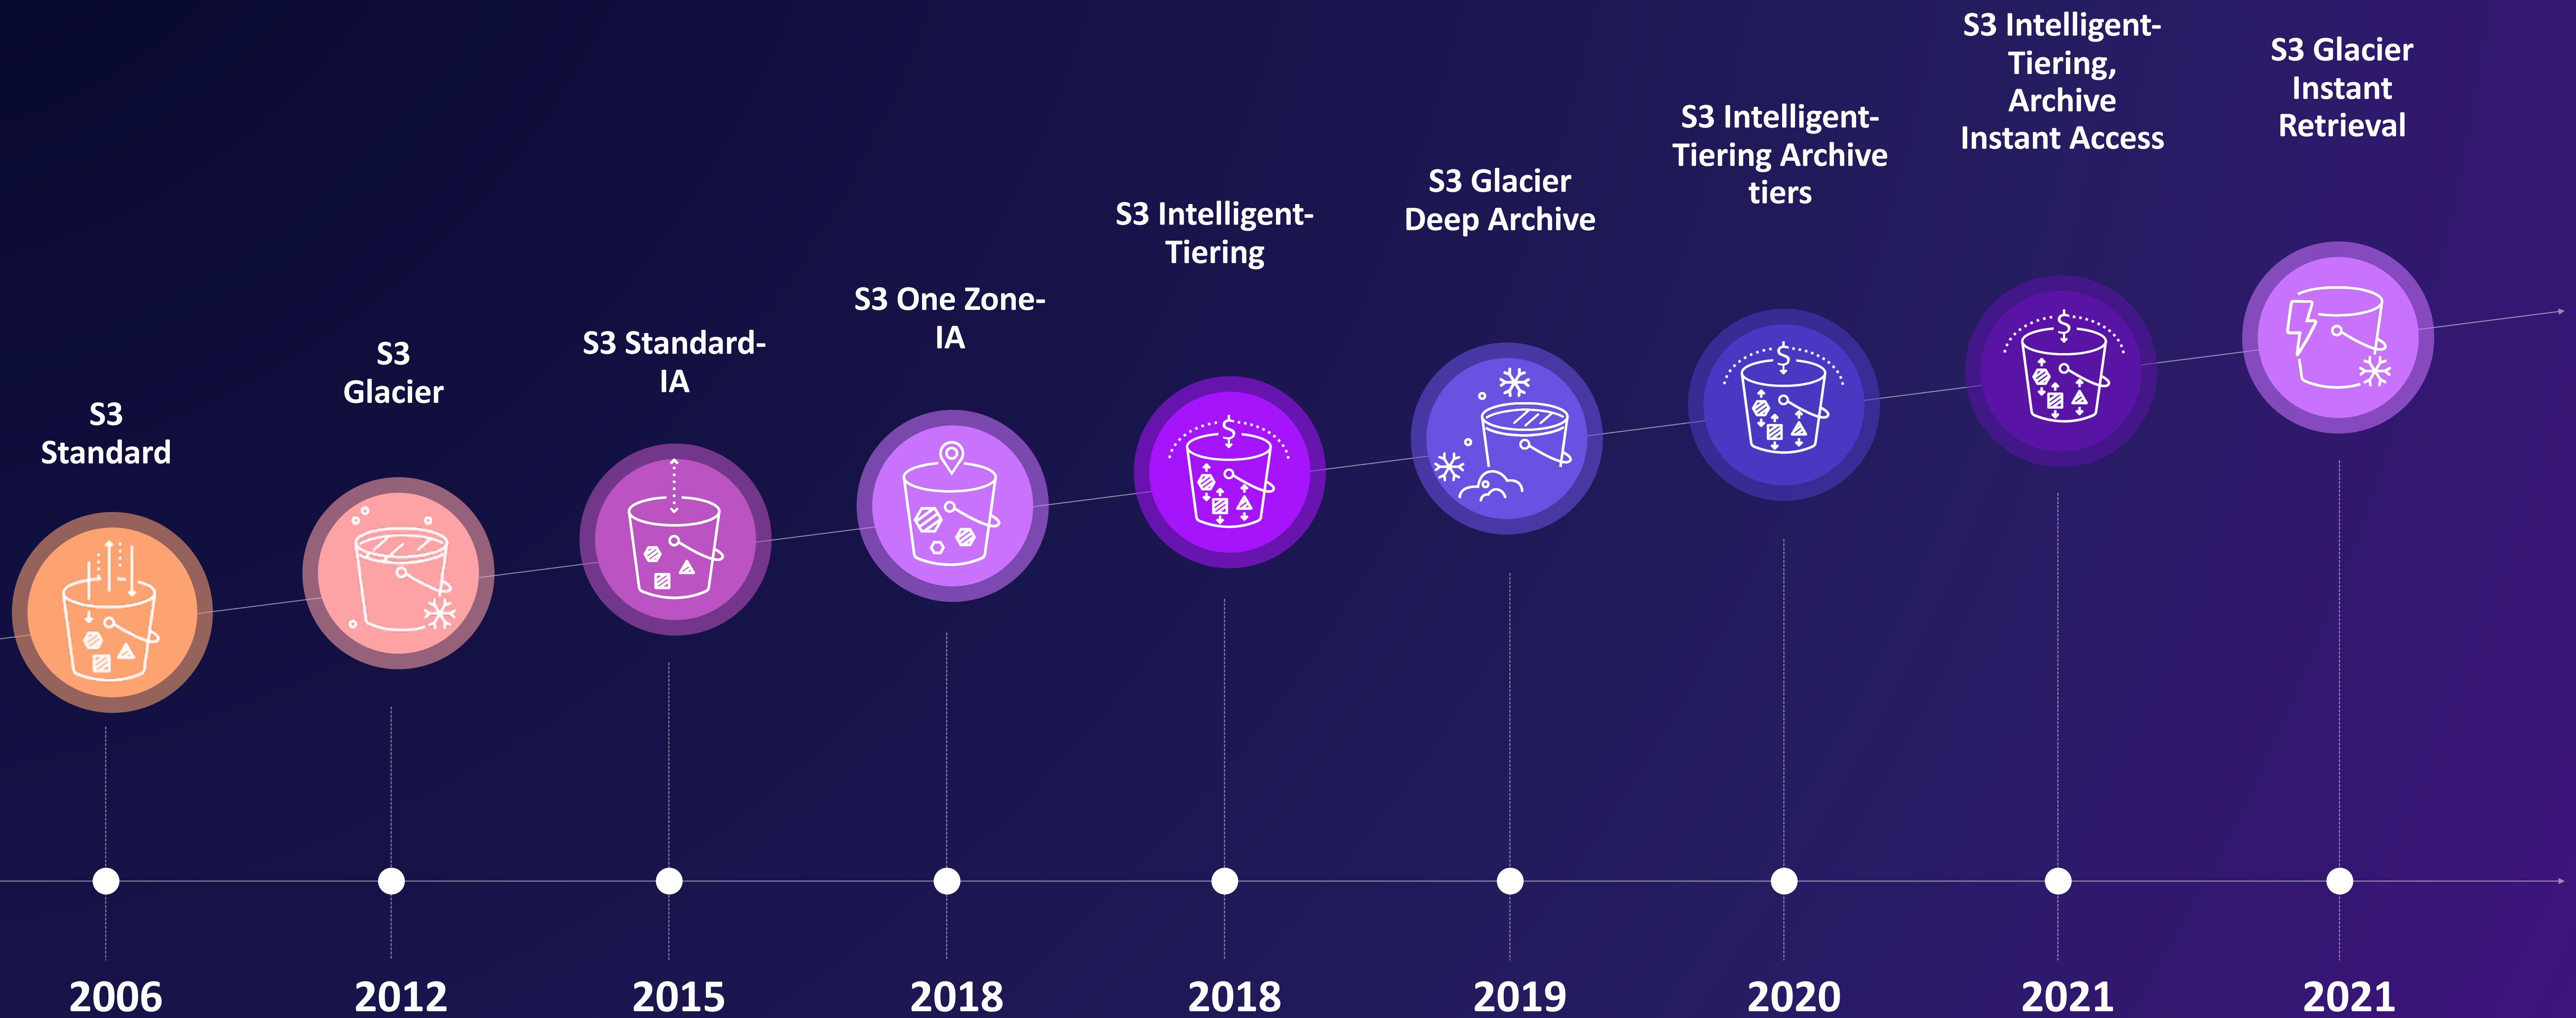 S3
Standard
S3
Glacier
S3 Standard-
IA
S3 One Zone-
IA
S3 Intelligent-
Tiering
S3 Glacier
Deep Archive
S3 Intelligent-
Tiering Archive
tiers
S3 Intelligent-
Tiering,
Archive
Instant Access
S3 Glacier
Instant
Retrieval
$
$
$
2006
2012
2015
2018
2018
2019
2020
2021
2021